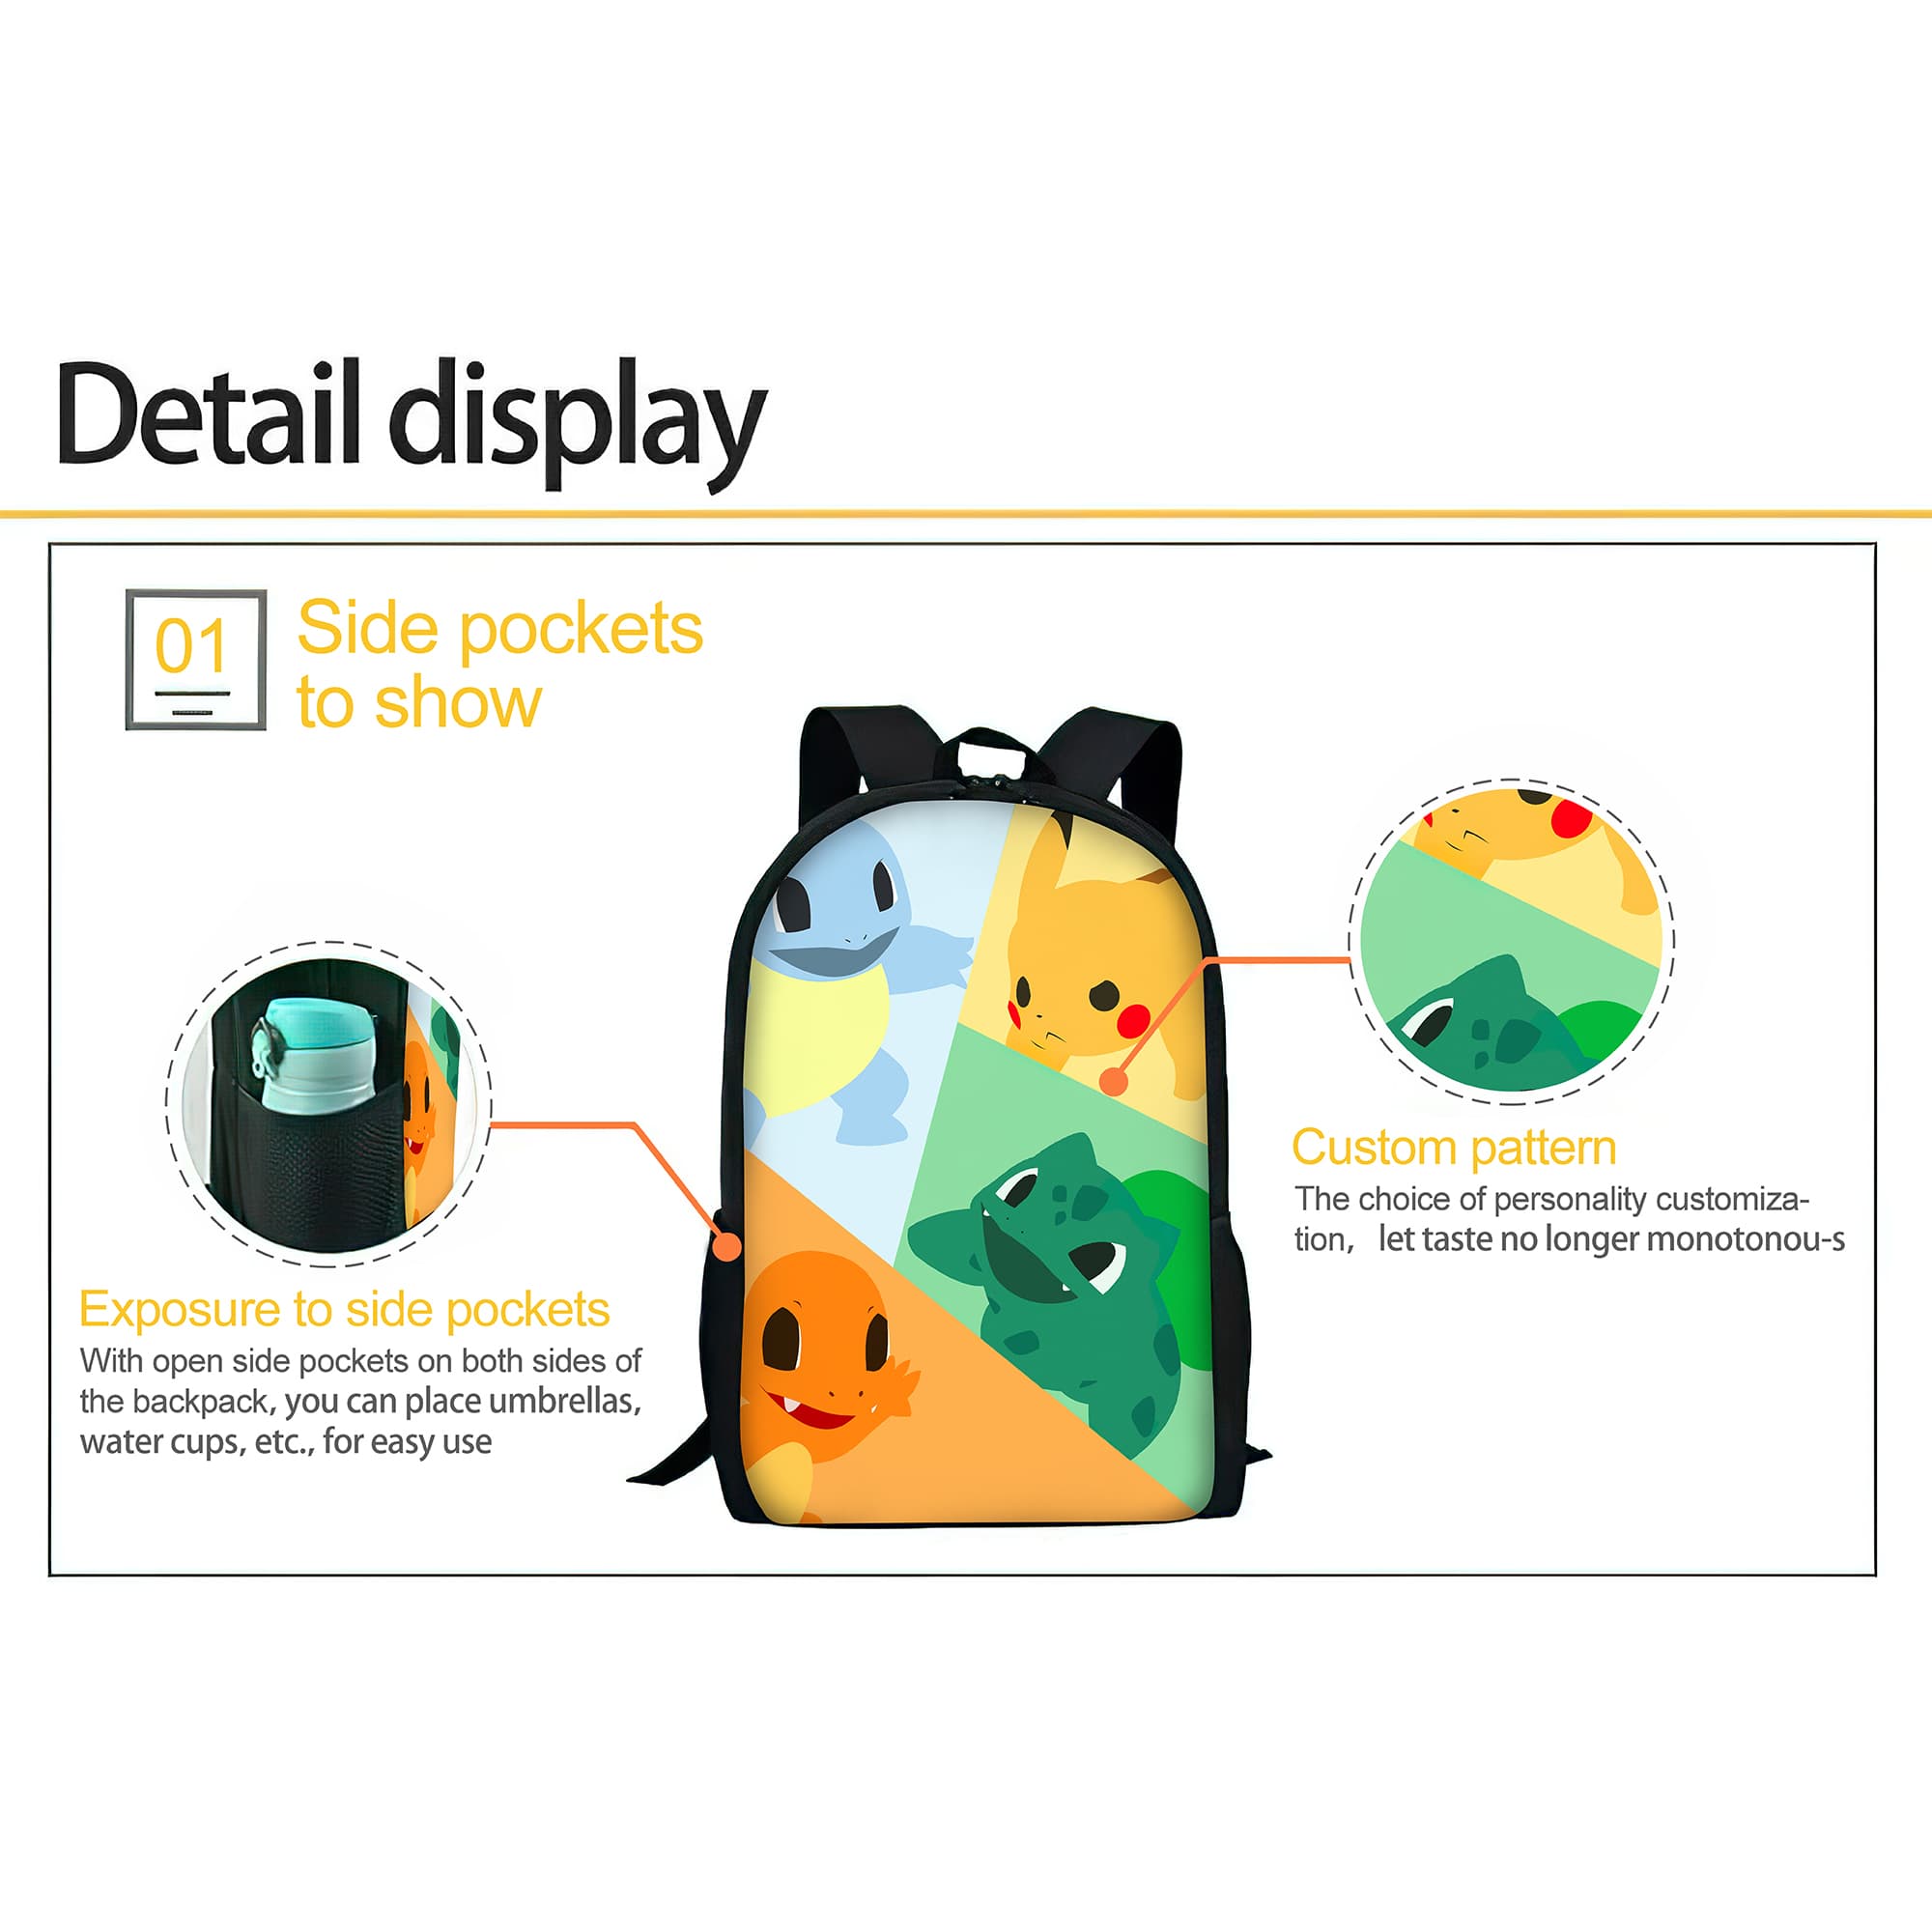 Detail display
01
Side pockets
to show
Custom pattern
The choice of personality customiza-
tion, let taste no longer monotonou-s
Exposure to side pockets
With open side pockets on both sides of
the backpack, you can place umbrellas,
water cups, etc., for easy use